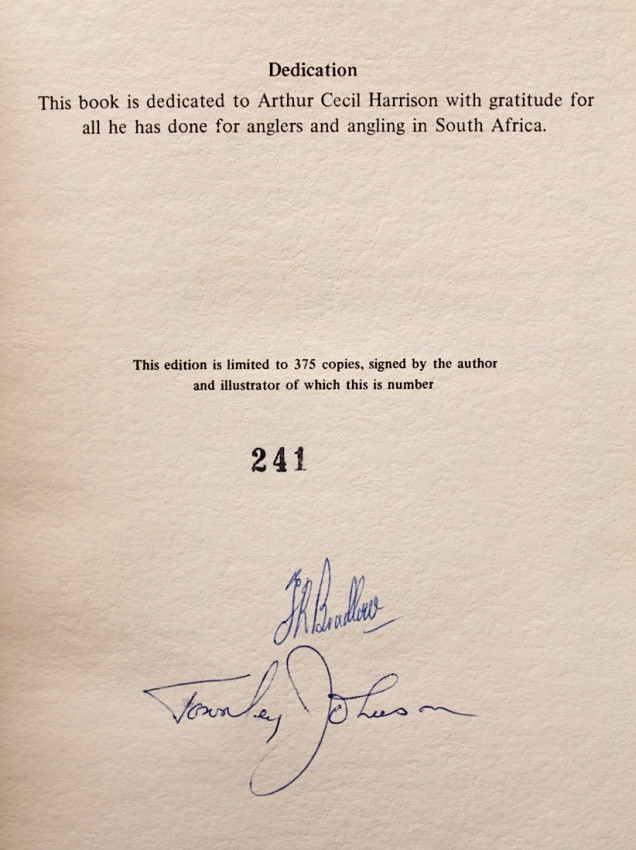 Dedication
This book is dedicated to Arthur Cecil Harrison with gratitude for
all he has done for anglers and angling in South Africa.
This edition is limited to 375 copies, signed by the author
and illustrator of which this is number
241
FR Bradlow
Townley Johnson